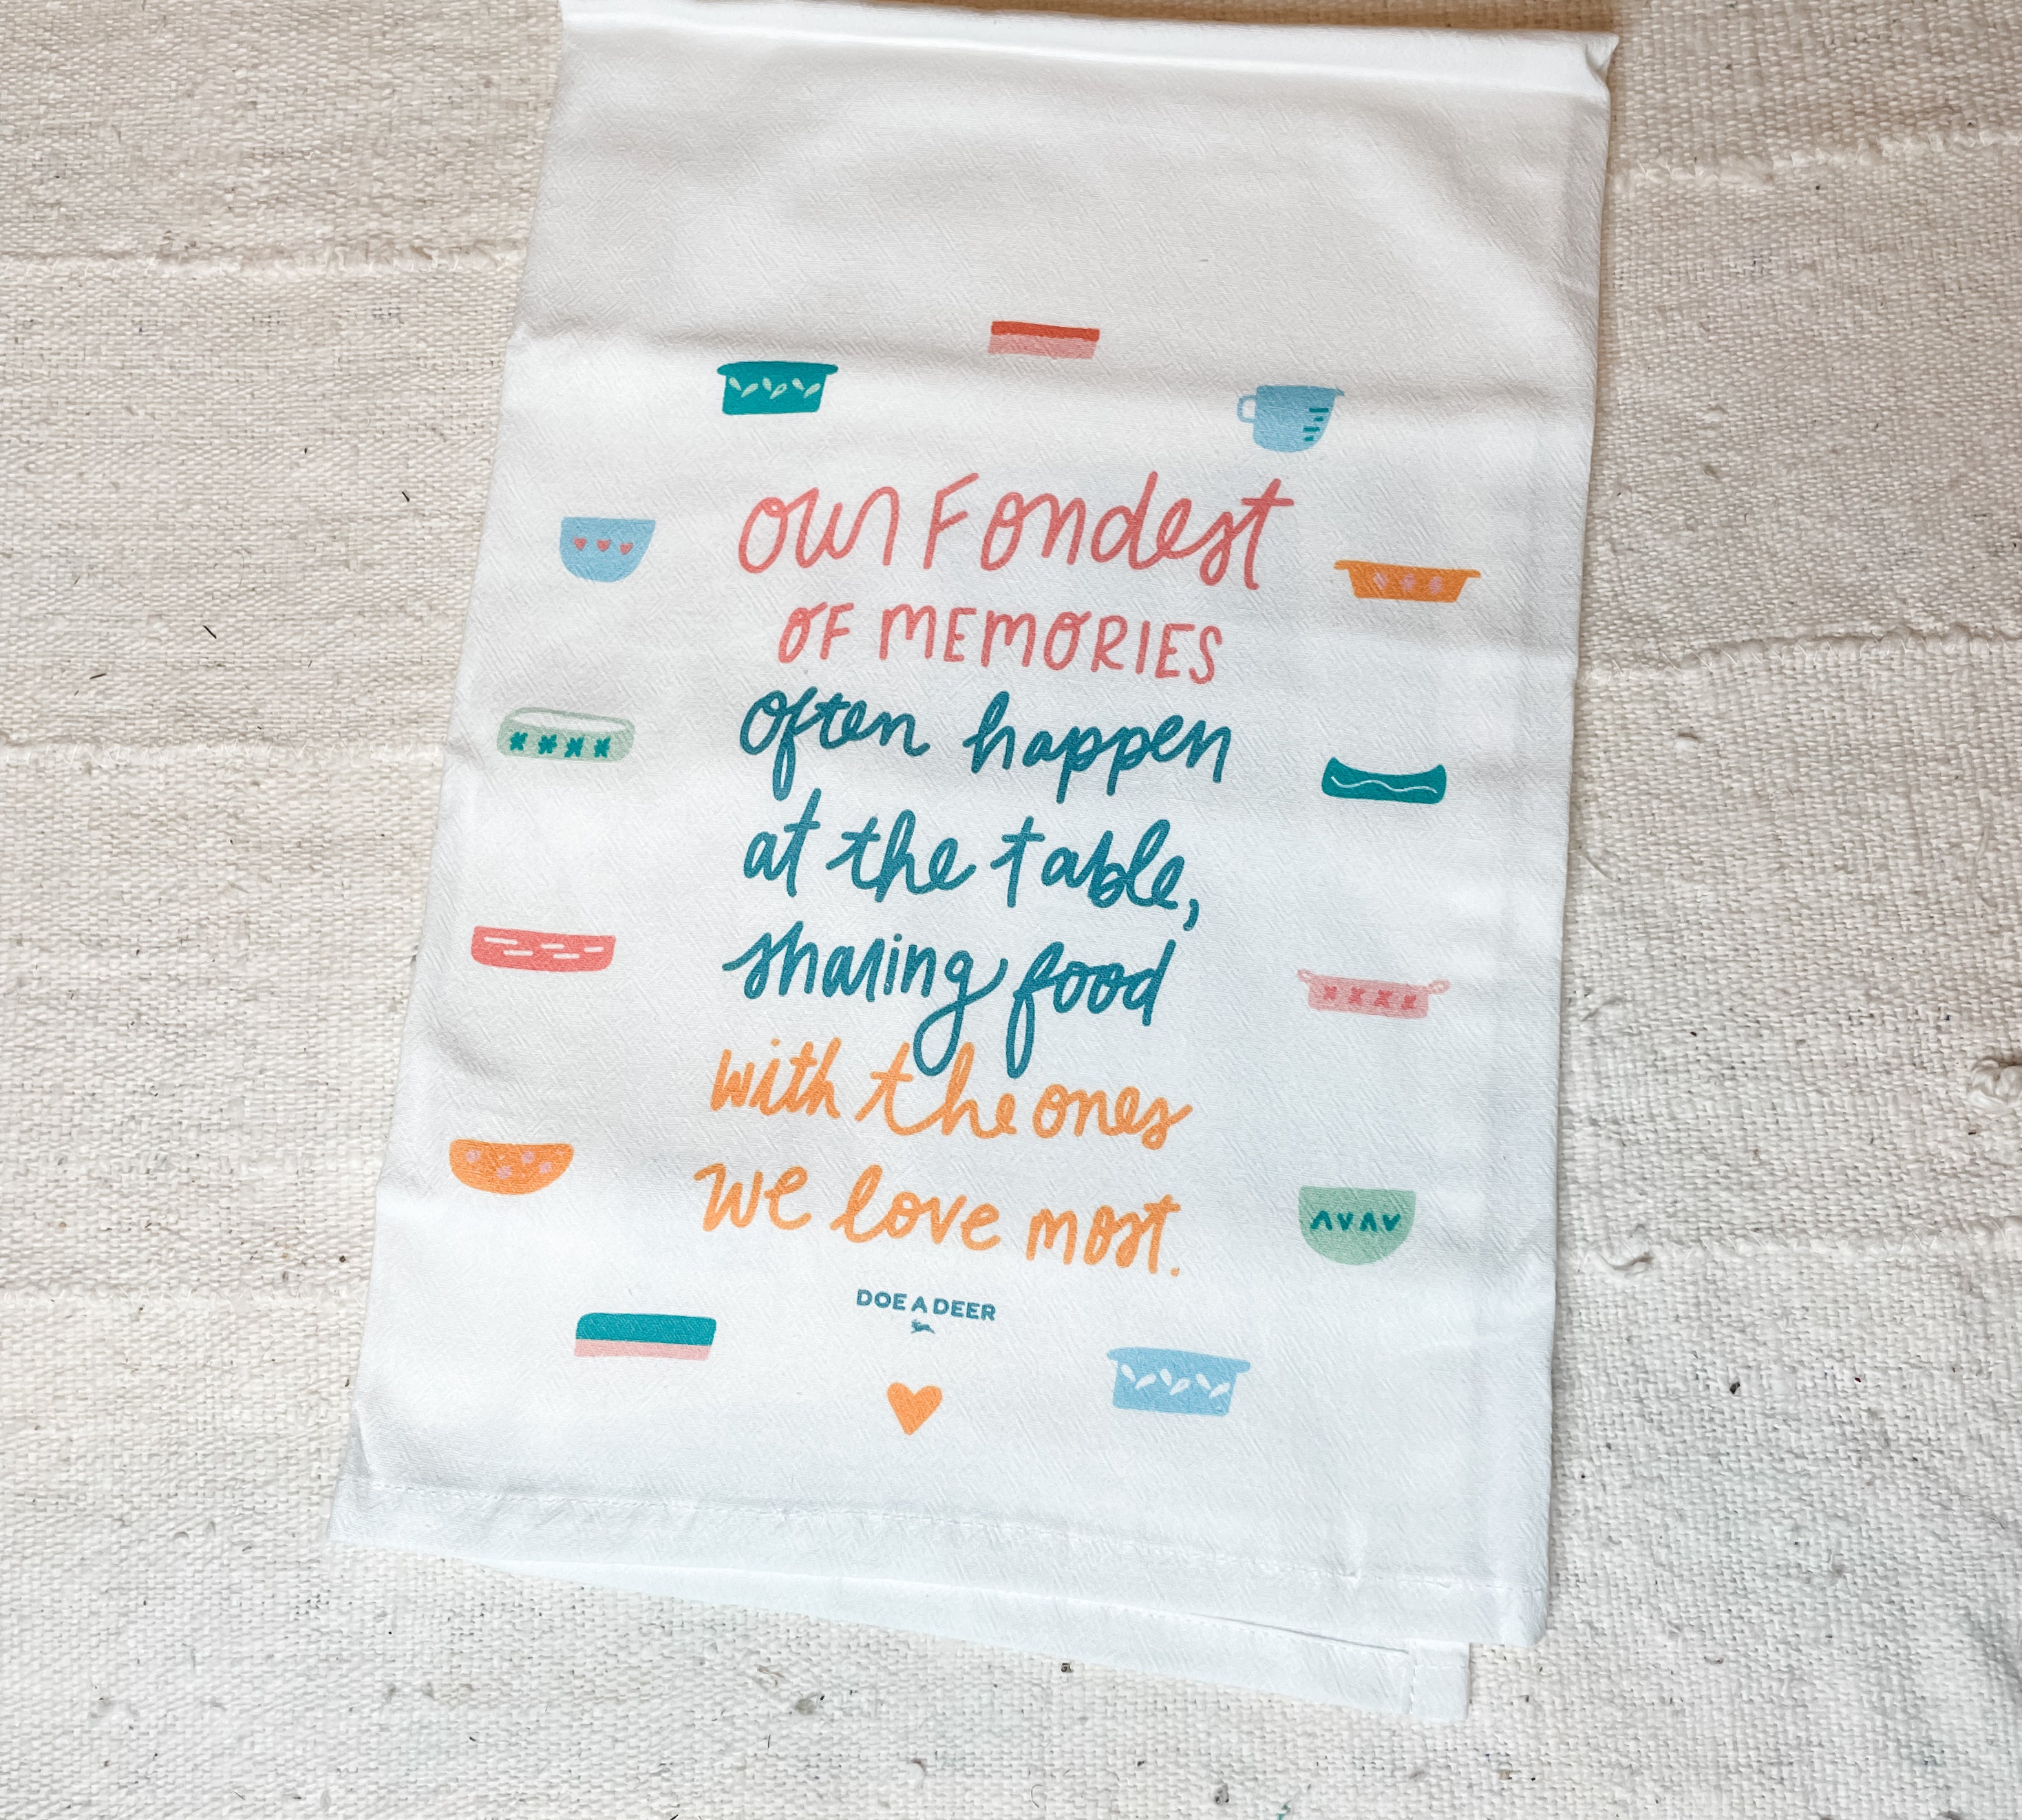 our Fondest
OF MEMORIES
often happen
at the table,
sharing food
with the ones
we love most.
DOE A DEER